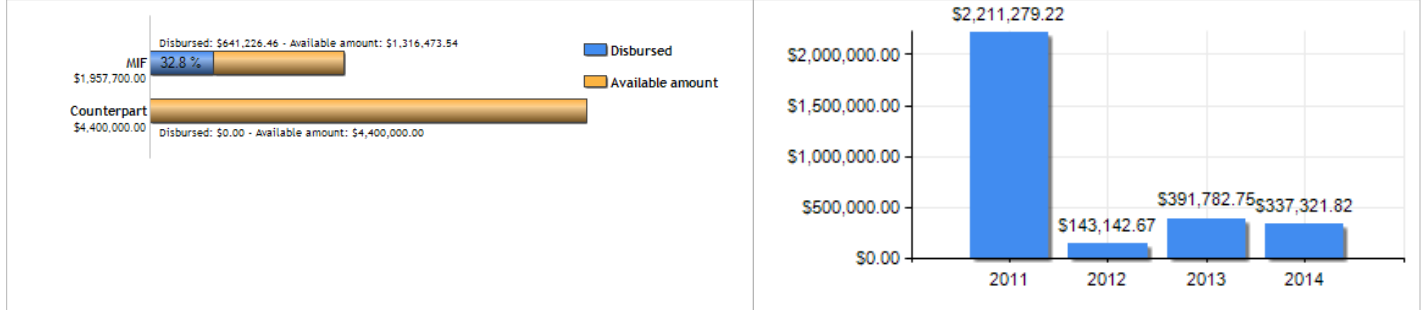 Disbursed: $641,226.46 - Available amount: $1,316,473.54
MIF
32.8 %
$1,957,700.00
Counterpart
$4,400,000.00
Disbursed: $0.00 - Available amount: $4,400,000.00
Disbursed
Available amount
$2,211,279.22
$2,000,000.00
$1,500,000.00
$1,000,000.00
$500,000.00
$0.00
$143,142.67
$391,782.75
$337,321.82
2011 2012 2013 2014